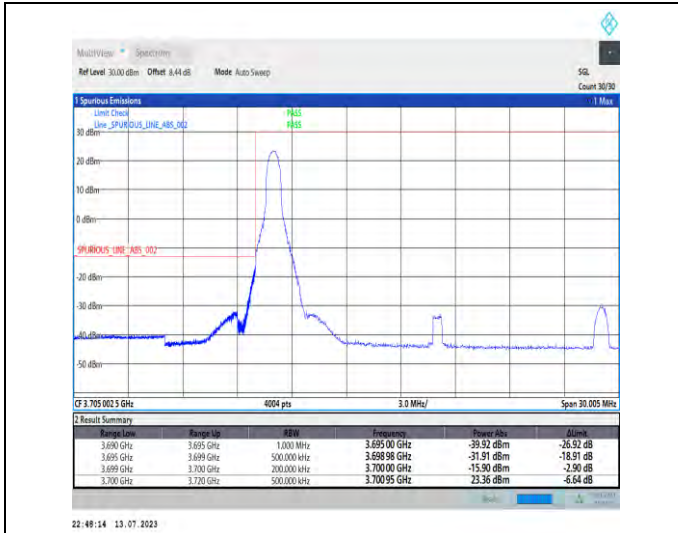 MultiView Spectrum
Ref Level 30.00 dBm Offset 8.44 dB Mode Auto Sweep SGL
Count 30/30
1 Spurious Emissions 1 Max
Limit Check PASS
Line _SPURIOUS_LINE_ABS_002 PASS
30 dBm
20 dBm
10 dBm
0 dBm
SPURIOUS_LINE_ABS_002
-20 dBm
-30 dBm
-40 dBm
-50 dBm
CF 3.705 002 5 GHz 4004 pts 3.0 MHz/ Span 30.005 MHz
2 Result Summary
Range Low Range Up RBW Frequency Power Abs ΔLimit
3.690 GHz 3.695 GHz 1.000 MHz 3.695 00 GHz -39.92 dBm -26.92 dB
3.695 GHz 3.699 GHz 500.000 kHz 3.698 98 GHz -31.91 dBm -18.91 dB
3.699 GHz 3.700 GHz 200.000 kHz 3.700 00 GHz -15.90 dBm -2.90 dB
3.700 GHz 3.720 GHz 500.000 kHz 3.700 95 GHz 23.36 dBm -6.64 dB
22:48:14 13.07.2023